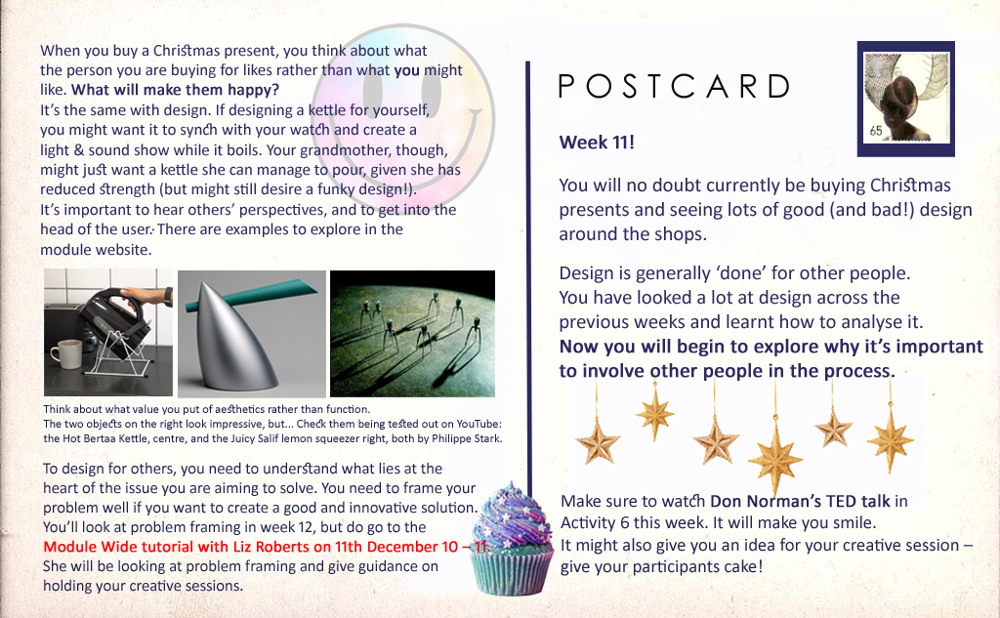 When you buy a Christmas present, you think about what
the person you are buying for likes rather than what you might
like. What will make them happy?
It's the same with design. If designing a kettle for yourself,
you might want it to synch with your watch and create a
light & sound show while it boils. Your grandmother, though,
might just want a kettle she can manage to pour, given she has
reduced strength (but might still desire a funky design!).
It's important to hear others' perspectives, and to get into the
head of the user. There are examples to explore in the
module website.
Think about what value you put of aesthetics rather than function.
The two objects on the right look impressive, but... Check them being tested out on YouTube:
the Hot Bertaa Kettle, centre, and the Juicy Salif lemon squeezer right, both by Philippe Stark.
To design for others, you need to understand what lies at the
heart of the issue you are aiming to solve. You need to frame your
problem well if you want to create a good and innovative solution.
You'll look at problem framing in week 12, but do go to the
Module Wide tutorial with Liz Roberts on 11th December 10 – 11.
She will be looking at problem framing and give guidance on
holding your creative sessions.
POSTCARD
65
Week 11!
You will no doubt currently be buying Christmas
presents and seeing lots of good (and bad!) design
around the shops.
Design is generally 'done' for other people.
You have looked a lot at design across the
previous weeks and learnt how to analyse it.
Now you will begin to explore why it's important
to involve other people in the process.
Make sure to watch Don Norman's TED talk in
Activity 6 this week. It will make you smile.
It might also give you an idea for your creative session –
give your participants cake!